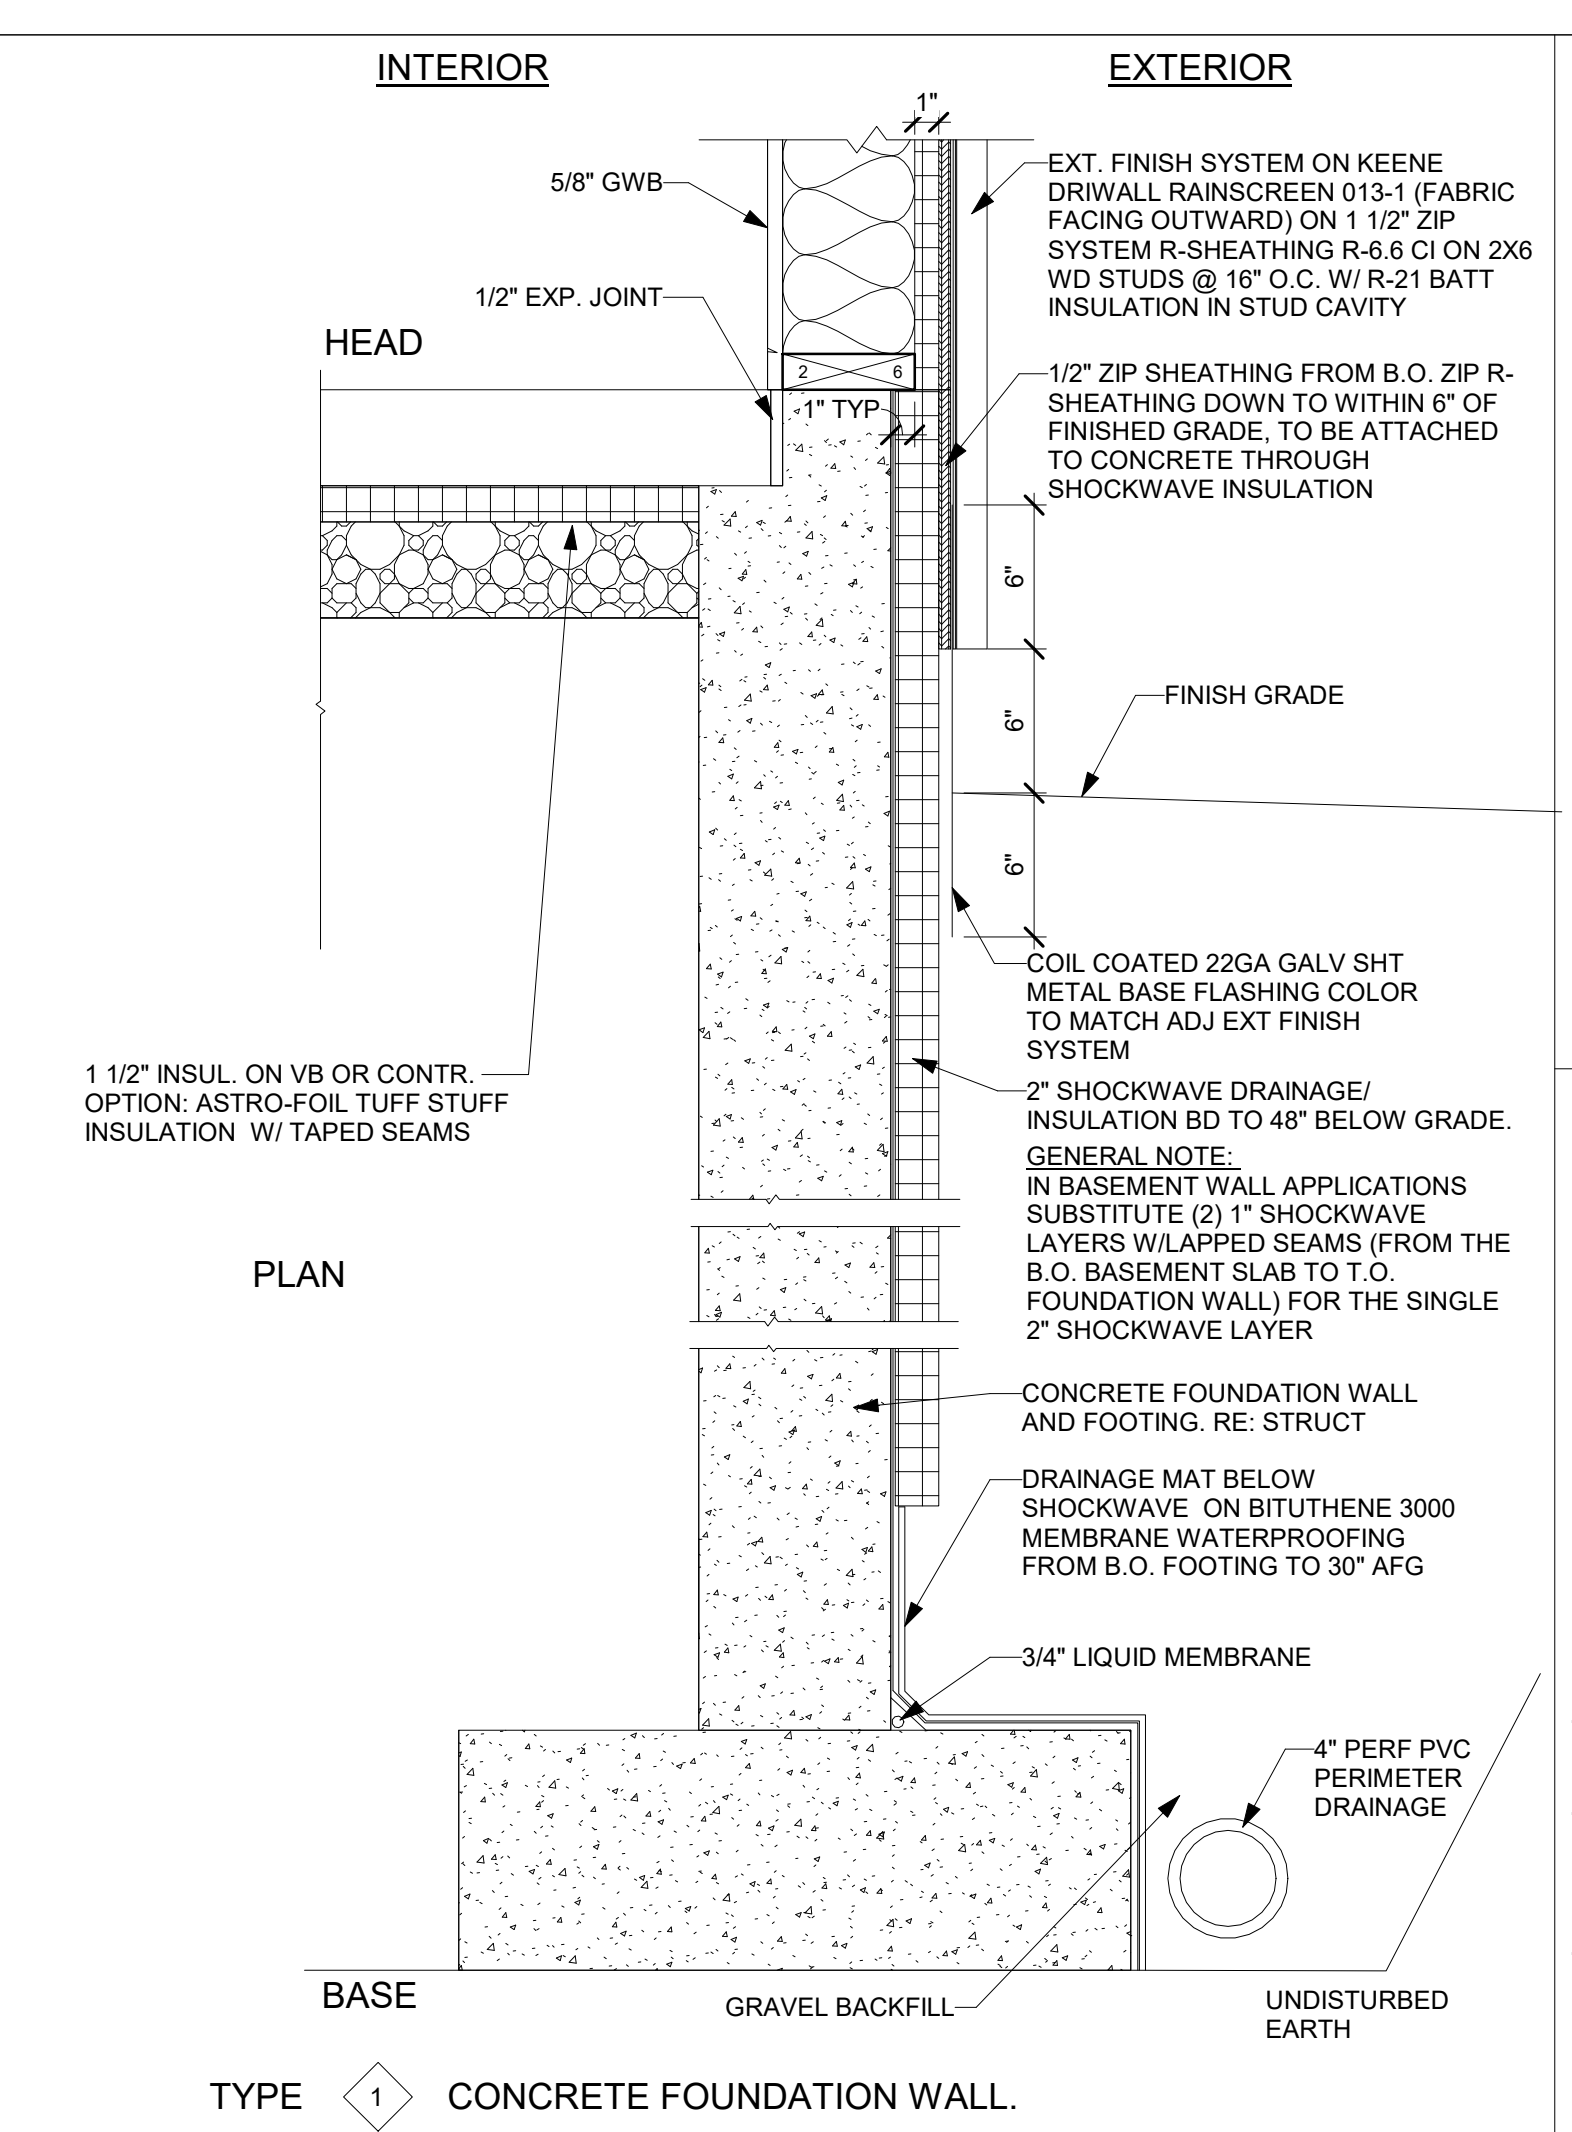 INTERIOR
EXTERIOR
1"
5/8" GWB
EXT. FINISH SYSTEM ON KEENE
DRIWALL RAINSCREEN 013-1 (FABRIC
FACING OUTWARD) ON 1 1/2" ZIP
SYSTEM R-SHEATHING R-6.6 CI ON 2X6
WD STUDS @ 16" O.C. W/ R-21 BATT
INSULATION IN STUD CAVITY
1/2" EXP. JOINT
HEAD
2 6
1" TYP
1/2" ZIP SHEATHING FROM B.O. ZIP R-
SHEATHING DOWN TO WITHIN 6" OF
FINISHED GRADE, TO BE ATTACHED
TO CONCRETE THROUGH
SHOCKWAVE INSULATION
6"
6"
6"
FINISH GRADE
COIL COATED 22GA GALV SHT
METAL BASE FLASHING COLOR
TO MATCH ADJ EXT FINISH
SYSTEM
1 1/2" INSUL. ON VB OR CONTR.
OPTION: ASTRO-FOIL TUFF STUFF
INSULATION W/ TAPED SEAMS
2" SHOCKWAVE DRAINAGE/
INSULATION BD TO 48" BELOW GRADE.
GENERAL NOTE:
IN BASEMENT WALL APPLICATIONS
SUBSTITUTE (2) 1" SHOCKWAVE
LAYERS W/LAPPED SEAMS (FROM THE
B.O. BASEMENT SLAB TO T.O.
FOUNDATION WALL) FOR THE SINGLE
2" SHOCKWAVE LAYER
PLAN
CONCRETE FOUNDATION WALL
AND FOOTING. RE: STRUCT
DRAINAGE MAT BELOW
SHOCKWAVE ON BITUTHENE 3000
MEMBRANE WATERPROOFING
FROM B.O. FOOTING TO 30" AFG
3/4" LIQUID MEMBRANE
4" PERF PVC
PERIMETER
DRAINAGE
BASE
GRAVEL BACKFILL
UNDISTURBED
EARTH
TYPE 1 CONCRETE FOUNDATION WALL.